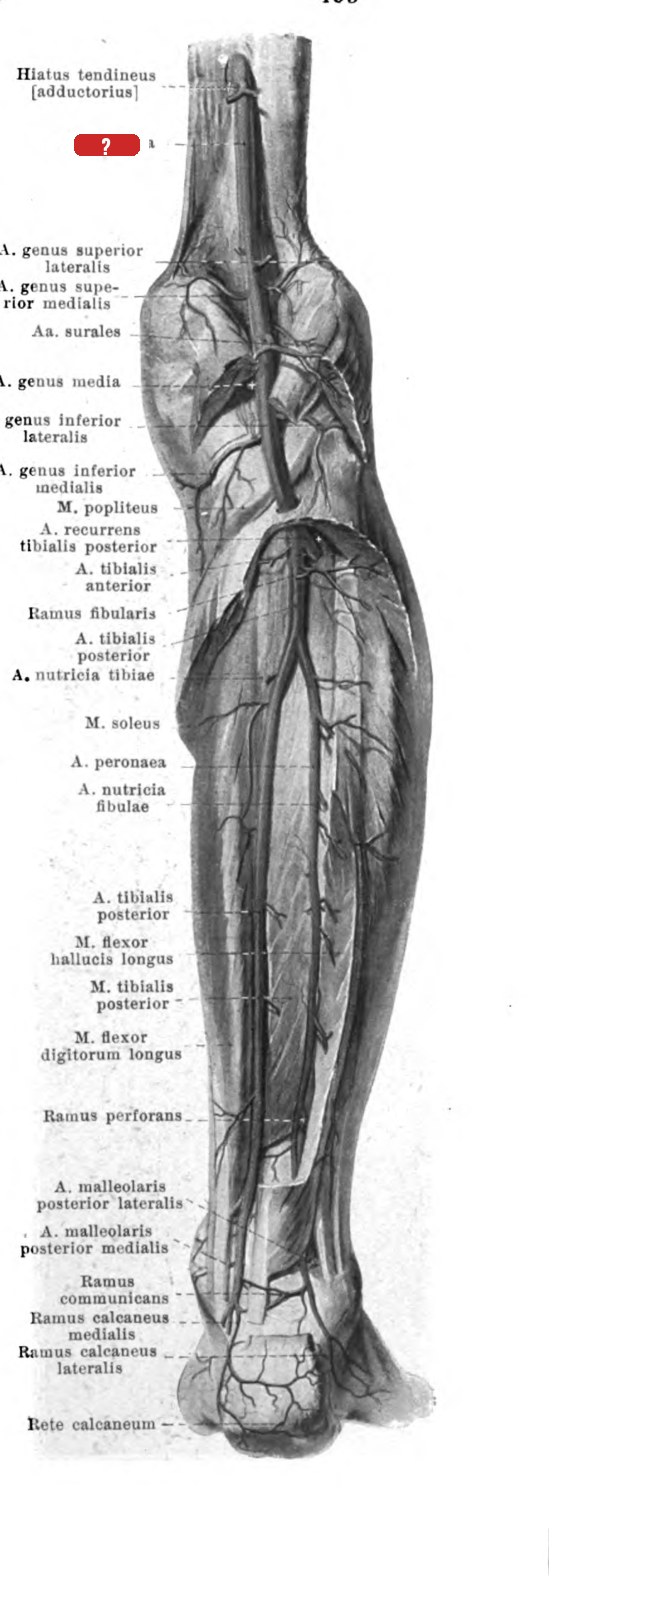 Hiatus tendineus
[adductorius]
?
A. genus superior
lateralis
A. genus supe-
rior medialis
Aa. surales
A. genus media
genus inferior
lateralis
A. genus inferior
medialis
M. popliteus
A. recurrens
tibialis posterior
A. tibialis
anterior
Ramus fibularis
A. tibialis
posterior
A. nutricia tibiae
M. soleus
A. peronaea
A. nutricia
fibulae
A. tibialis
posterior
M. flexor
hallucis longus
M. tibialis
posterior
M. flexor
digitorum longus
Ramus perforans
A. malleolaris
posterior lateralis
A. malleolaris
posterior medialis
Ramus
communicans
Ramus calcaneus
medialis
Ramus calcaneus
lateralis
Rete calcaneum